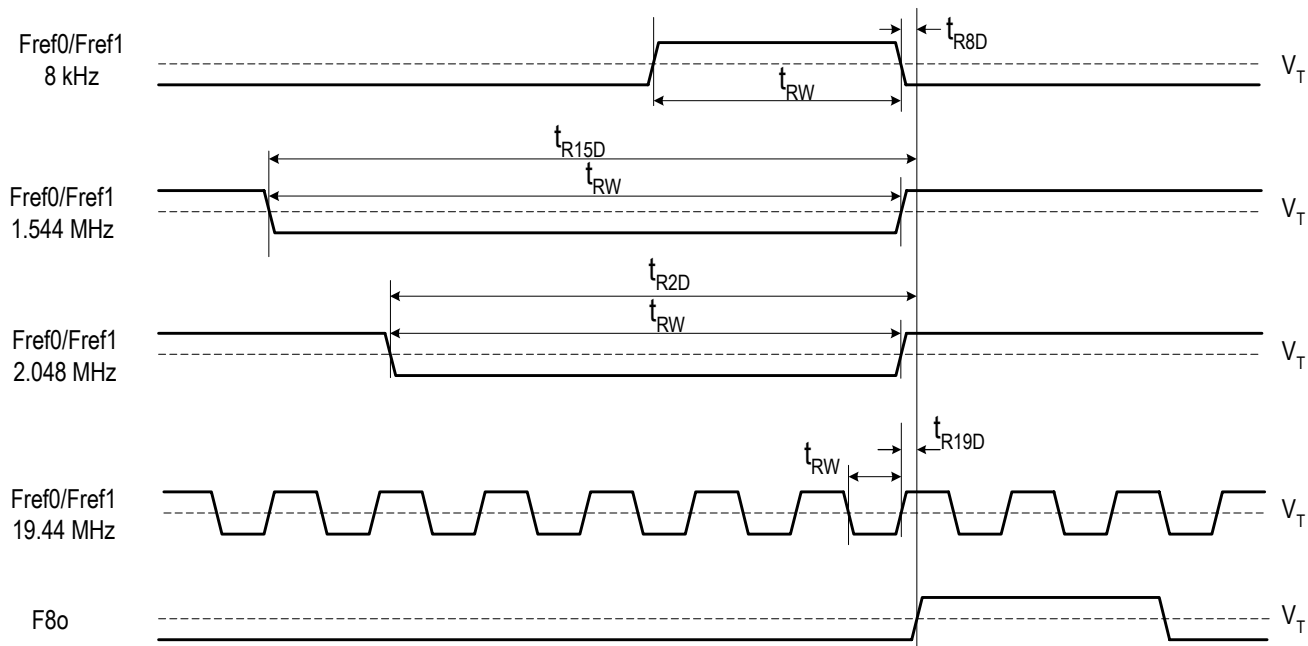 Fref0/Fref1
8 kHz
tR8D
VT
tRW
tR15D
Fref0/Fref1
1.544 MHz
tRW
VT
tR2D
Fref0/Fref1
2.048 MHz
tRW
VT
tR19D
tRW
Fref0/Fref1
19.44 MHz
VT
F8o
VT